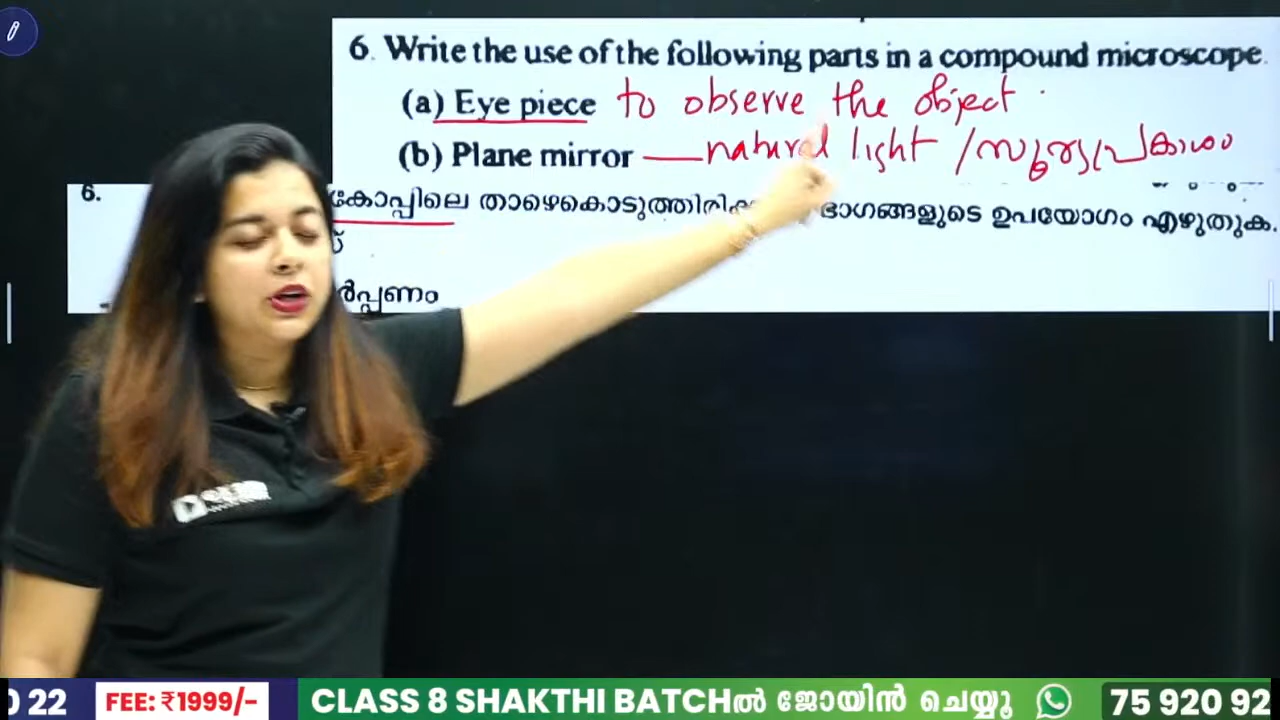 6. Write the use of the following parts in a compound microscope.
(a) Eye piece to observe the object
(b) Plane mirror — natural light / സൂര്യപ്രകാശം
6. കോപ്പിലെ താഴെകൊടുത്തിരിക്ക ഭാഗങ്ങളുടെ ഉപയോഗം എഴുതുക.
ർപ്പണം
0 22 FEE: ₹1999/- CLASS 8 SHAKTHI BATCHൽ ജോയിൻ ചെയ്യൂ 75 920 92